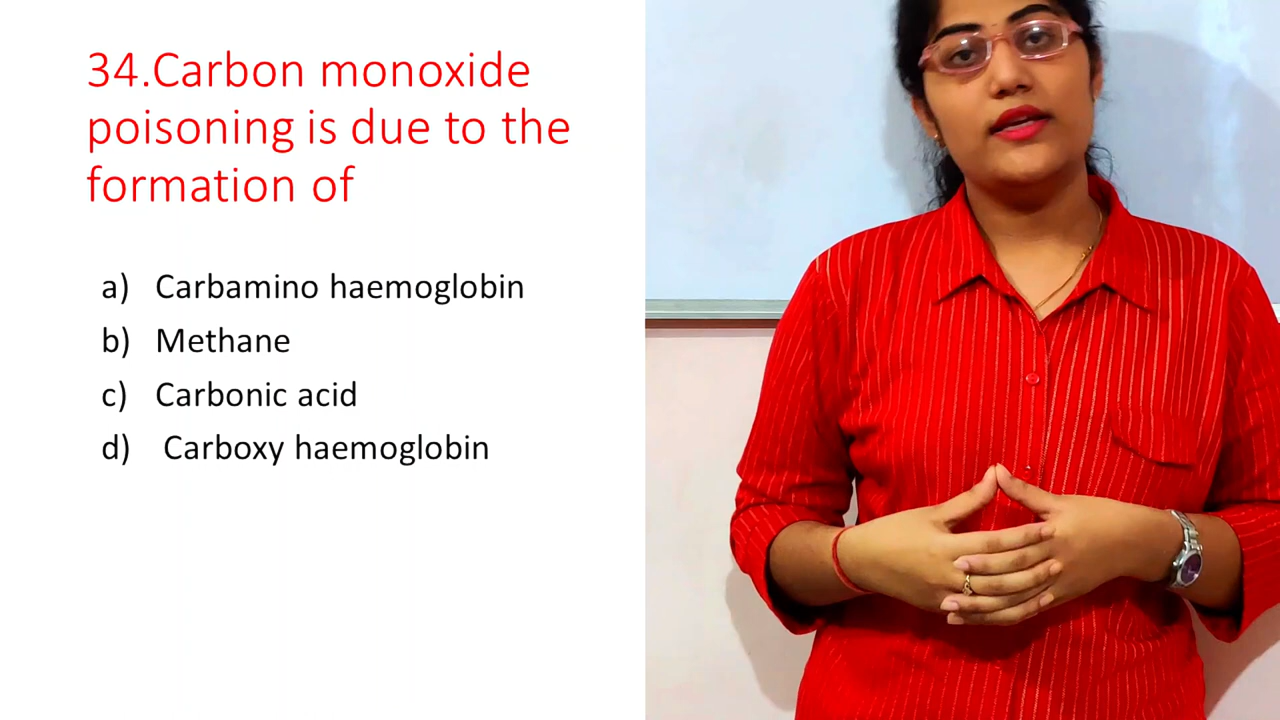 34.Carbon monoxide
poisoning is due to the
formation of
a) Carbamino haemoglobin
b) Methane
c) Carbonic acid
d) Carboxy haemoglobin